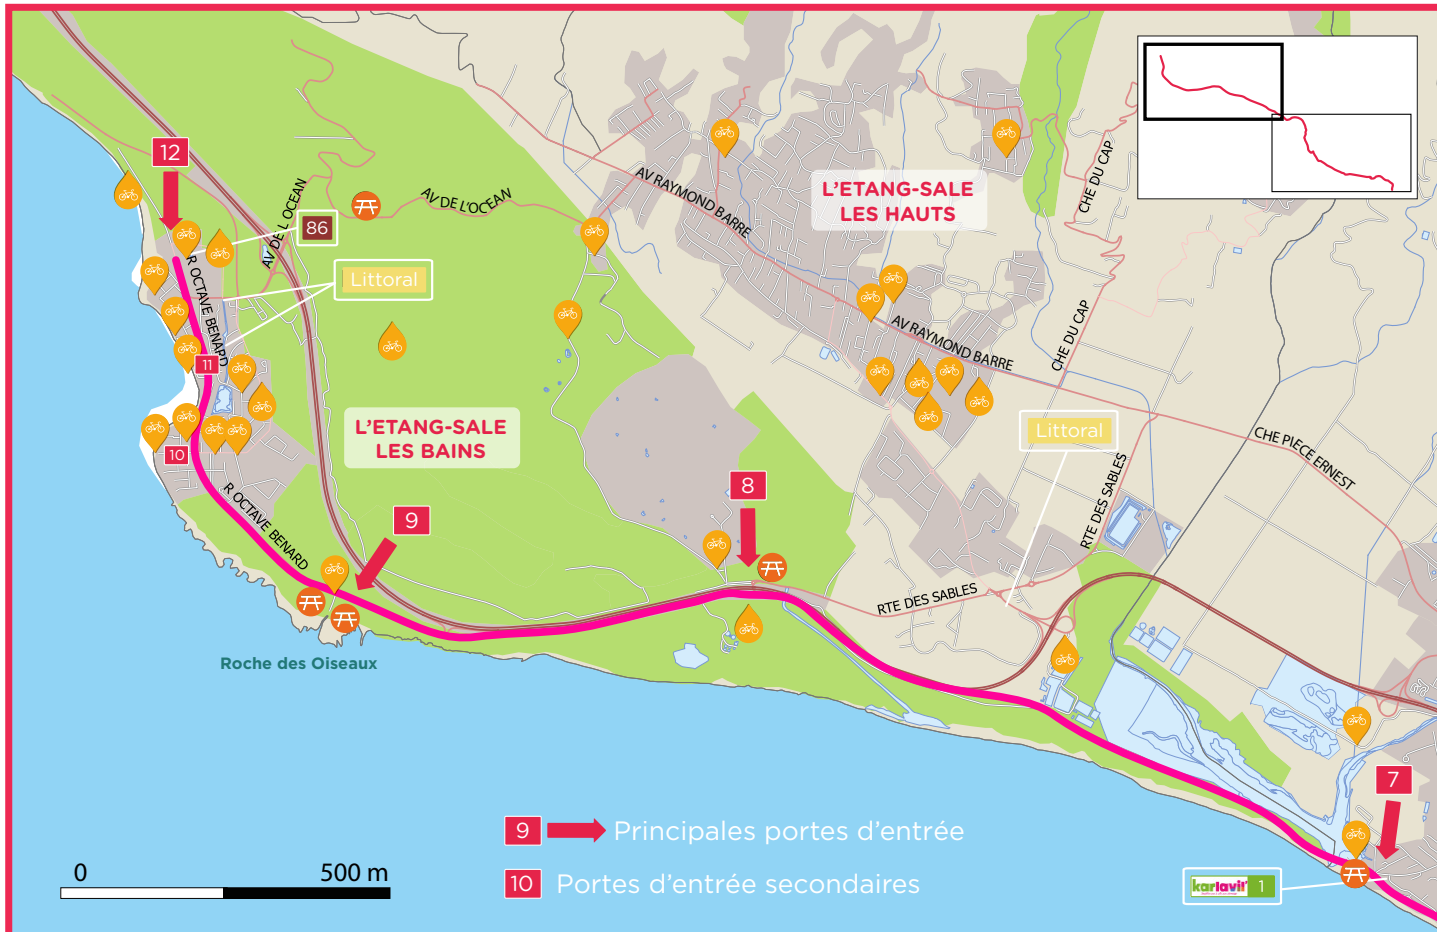 12
AV DE L'OCEAN
AV DE L'OCEAN
86
Littoral
R OCTAVE BENARD
11
10
R OCTAVE BENARD
L'ETANG-SALE
LES BAINS
AV RAYMOND BARRE
L'ETANG-SALE
LES HAUTS
CHE DU CAP
CHE DU CAP
AV RAYMOND BARRE
Littoral
CHE PIECE ERNEST
RTE DES SABLES
RTE DES SABLES
8
9
Roche des Oiseaux
7
9 Principales portes d'entrée
10 Portes d'entrée secondaires
0 500 m
karlavil' 1